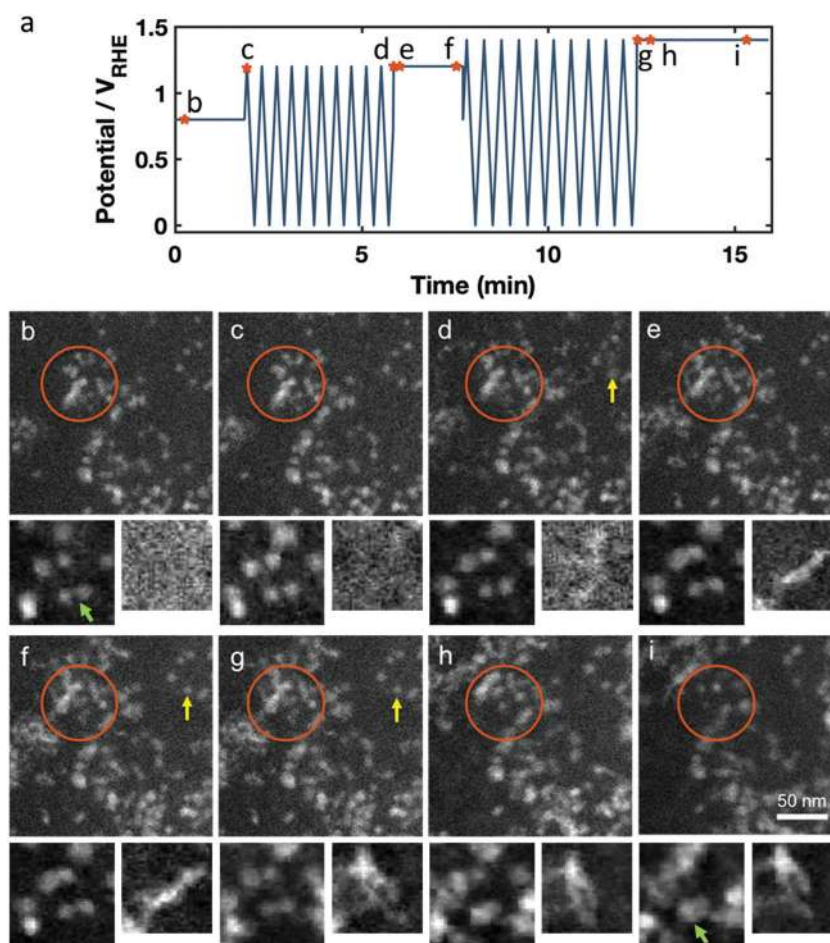 a
1.5
1
0.5
0
Potential / V_RHE
b
c
d e f g h i
0 5 10 15
Time (min)
b c d e
f g h i
50 nm